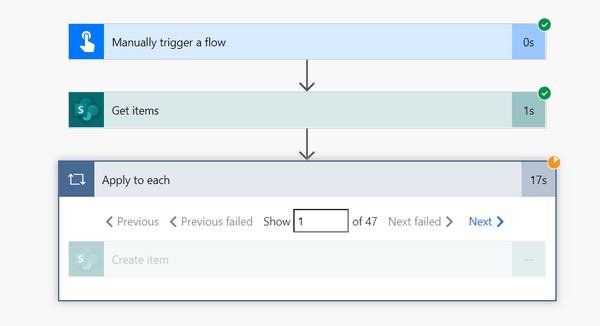 Manually trigger a flow 0s
S Get items 1s
Apply to each 17s
Previous Previous failed Show 1 of 47 Next failed Next
S Create item --